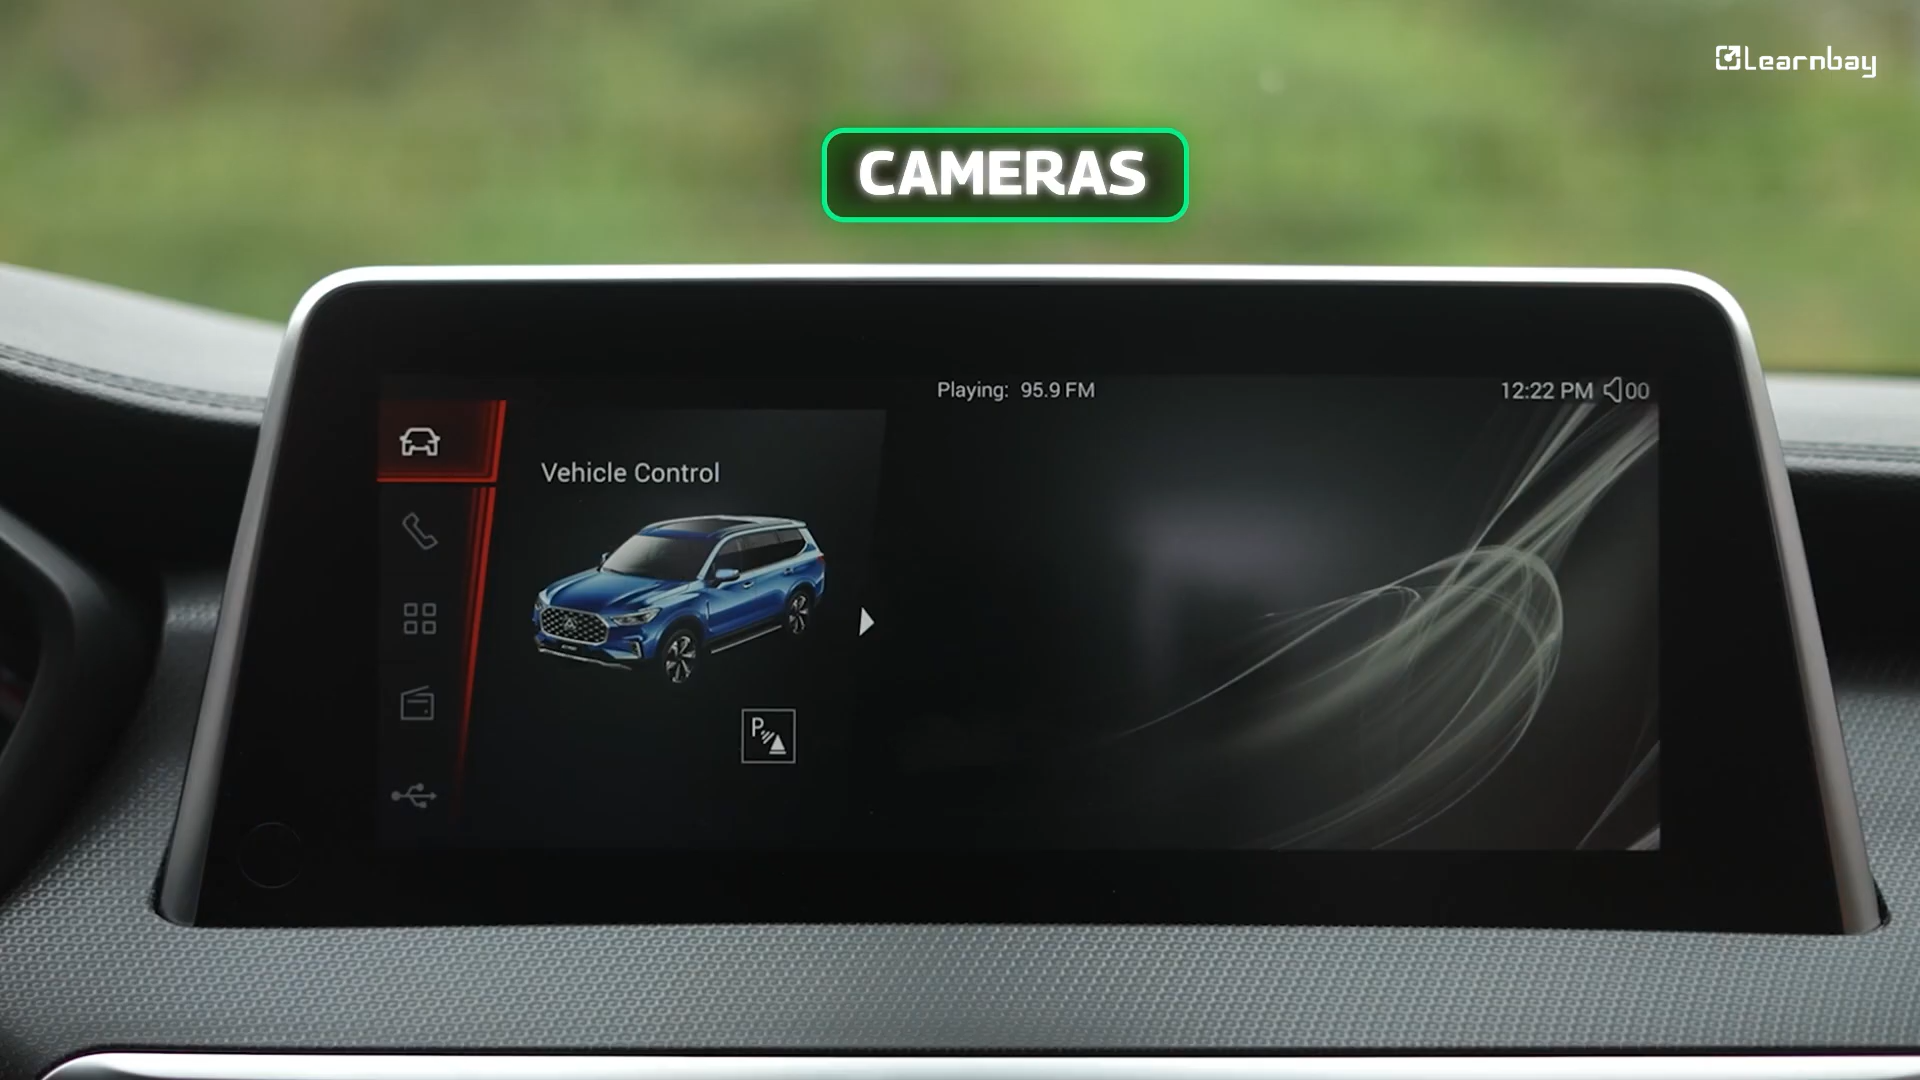 Learnbay
CAMERAS
Playing: 95.9 FM
12:22 PM 00
Vehicle Control
P